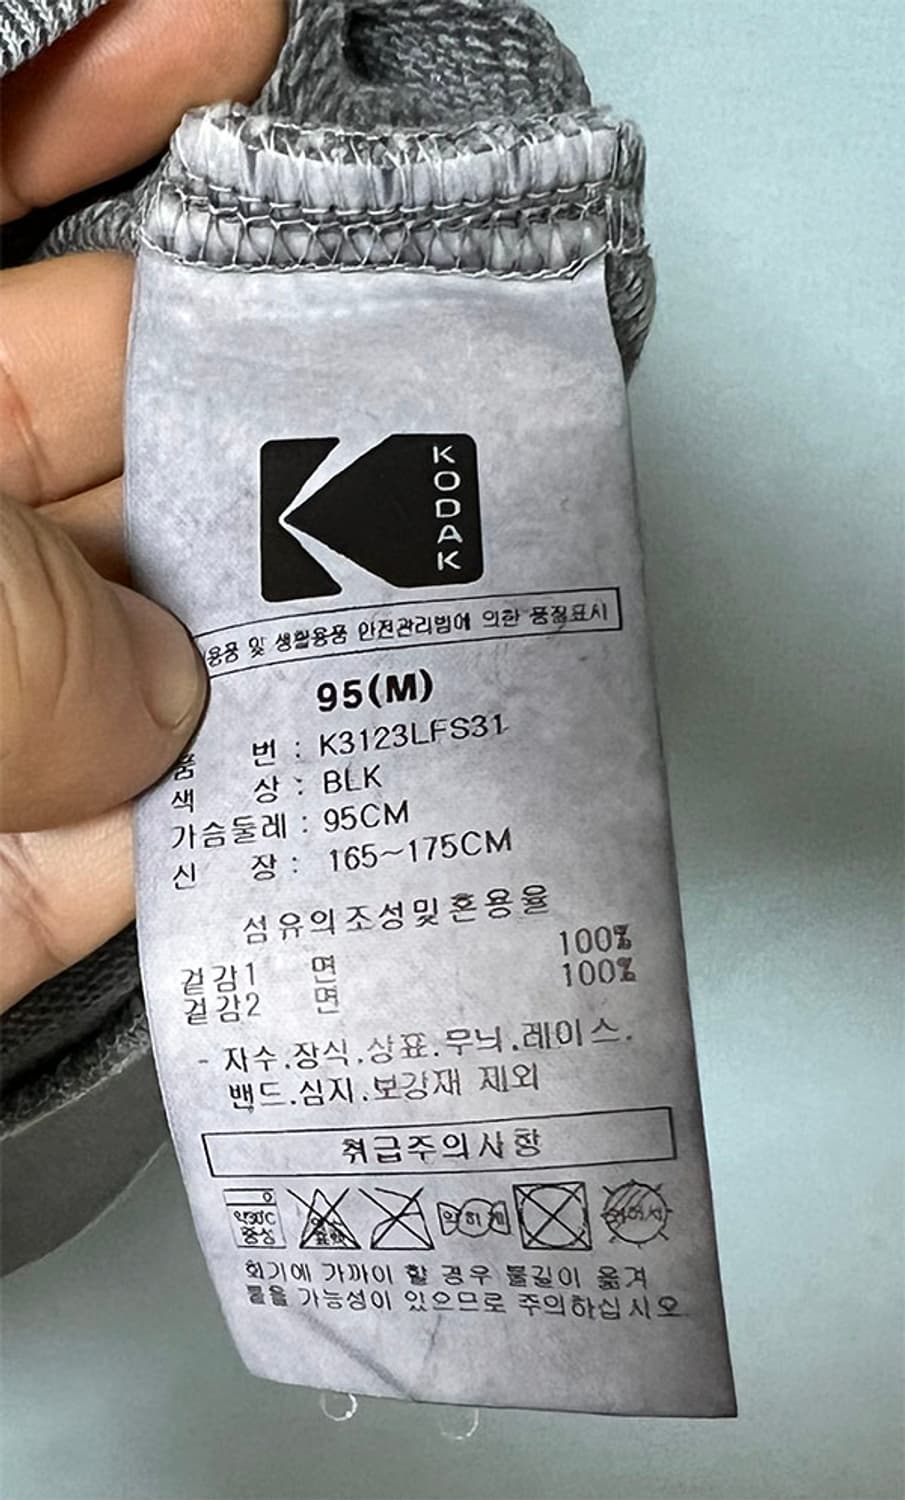 KODAK
용품 및 생활용품 안전관리법에 의한 품질표시
95(M)
품 번 : K3123LFS31
색 상 : BLK
가슴둘레 : 95CM
신 장 : 165~175CM
섬유의조성및혼용율
겉감1 면 100%
겉감2 면 100%
- 자수.장식.상표.무늬.레이스.
밴드.심지.보강재 제외
취급주의사항
약30℃
중성
화기에 가까이 할 경우 불길이 옮겨
붙을 가능성이 있으므로 주의하십시오